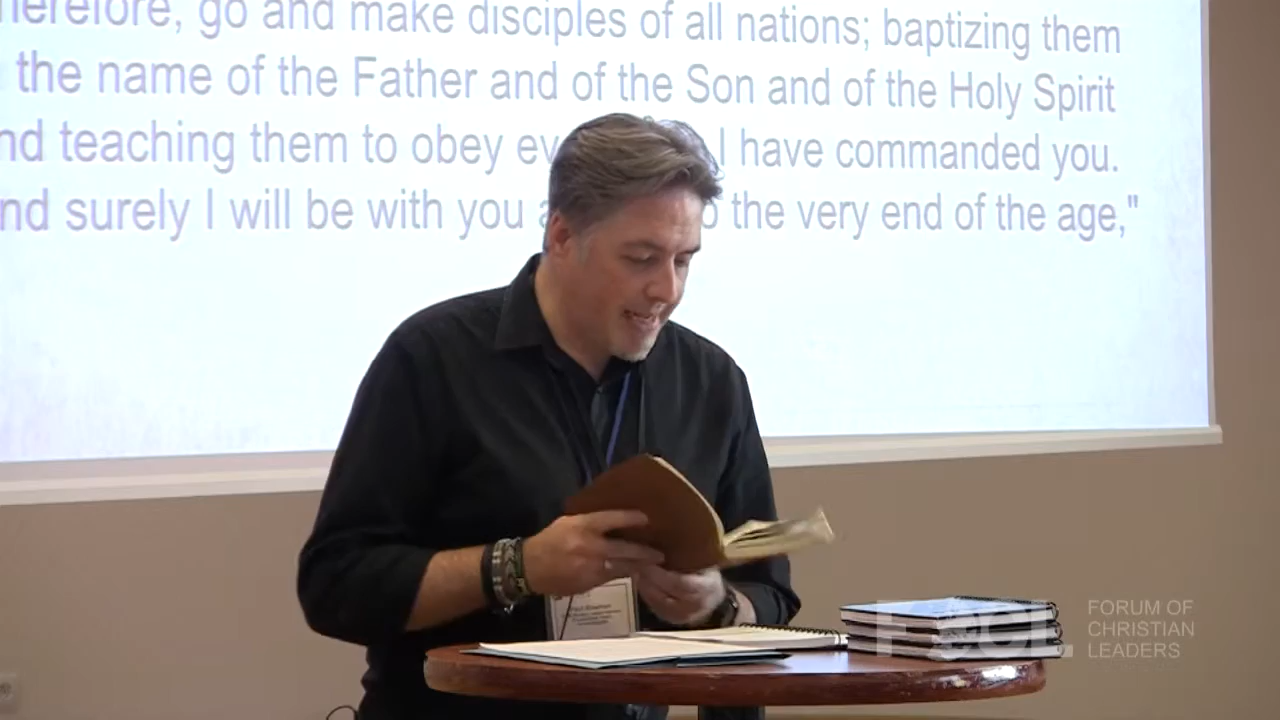 herefore, go and make disciples of all nations; baptizing them
the name of the Father and of the Son and of the Holy Spirit
nd teaching them to obey ev I have commanded you.
nd surely I will be with you a o the very end of the age,"
FORUM OF
CHRISTIAN
LEADERS